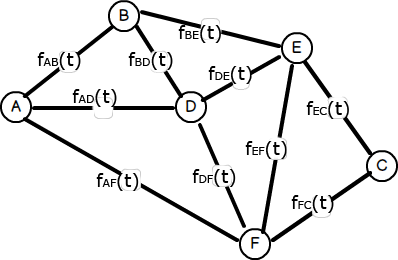 B
fBE(t)
E
fAB(t)
fBD(t)
fDE(t)
fAD(t)
A
D
fEC(t)
fEF(t)
C
fAF(t)
fDF(t)
fFC(t)
F